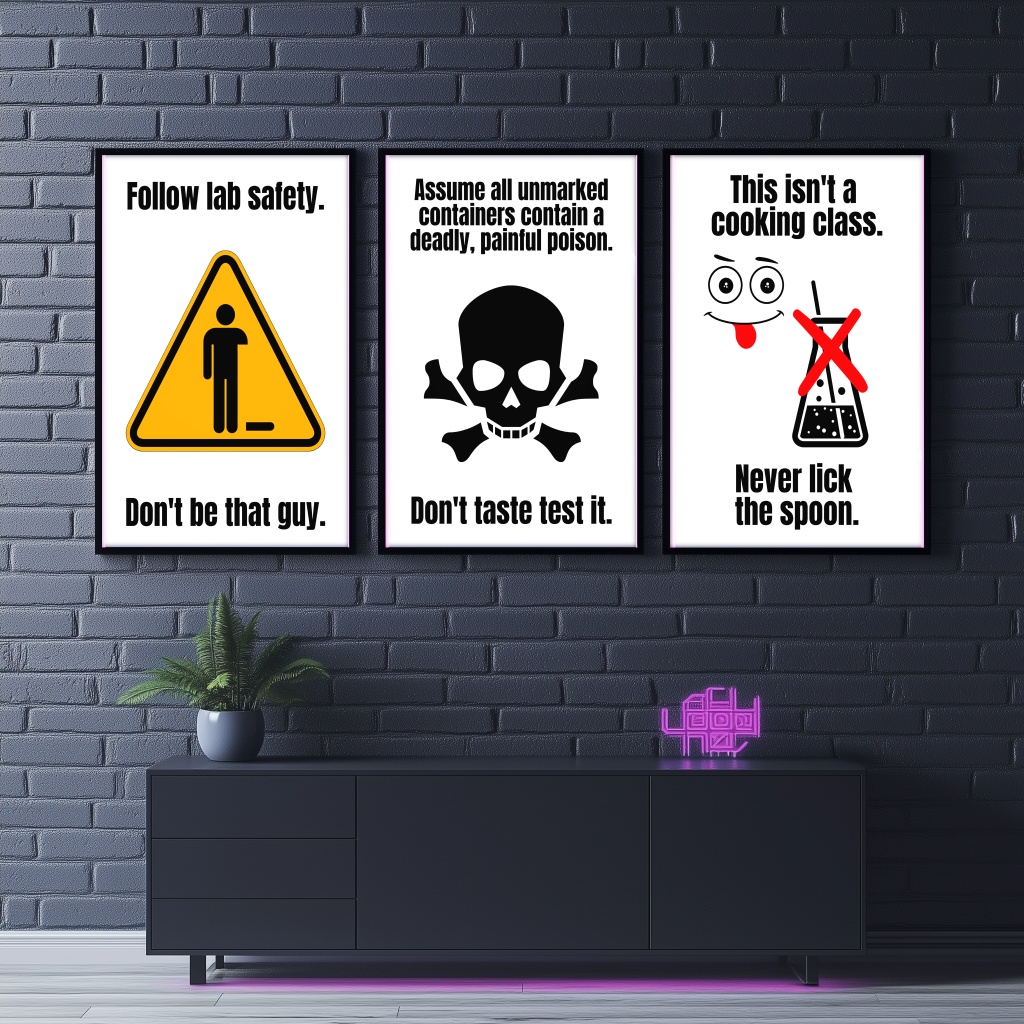 Follow lab safety.
Don't be that guy.
Assume all unmarked
containers contain a
deadly, painful poison.
Don't taste test it.
This isn't a
cooking class.
Never lick
the spoon.